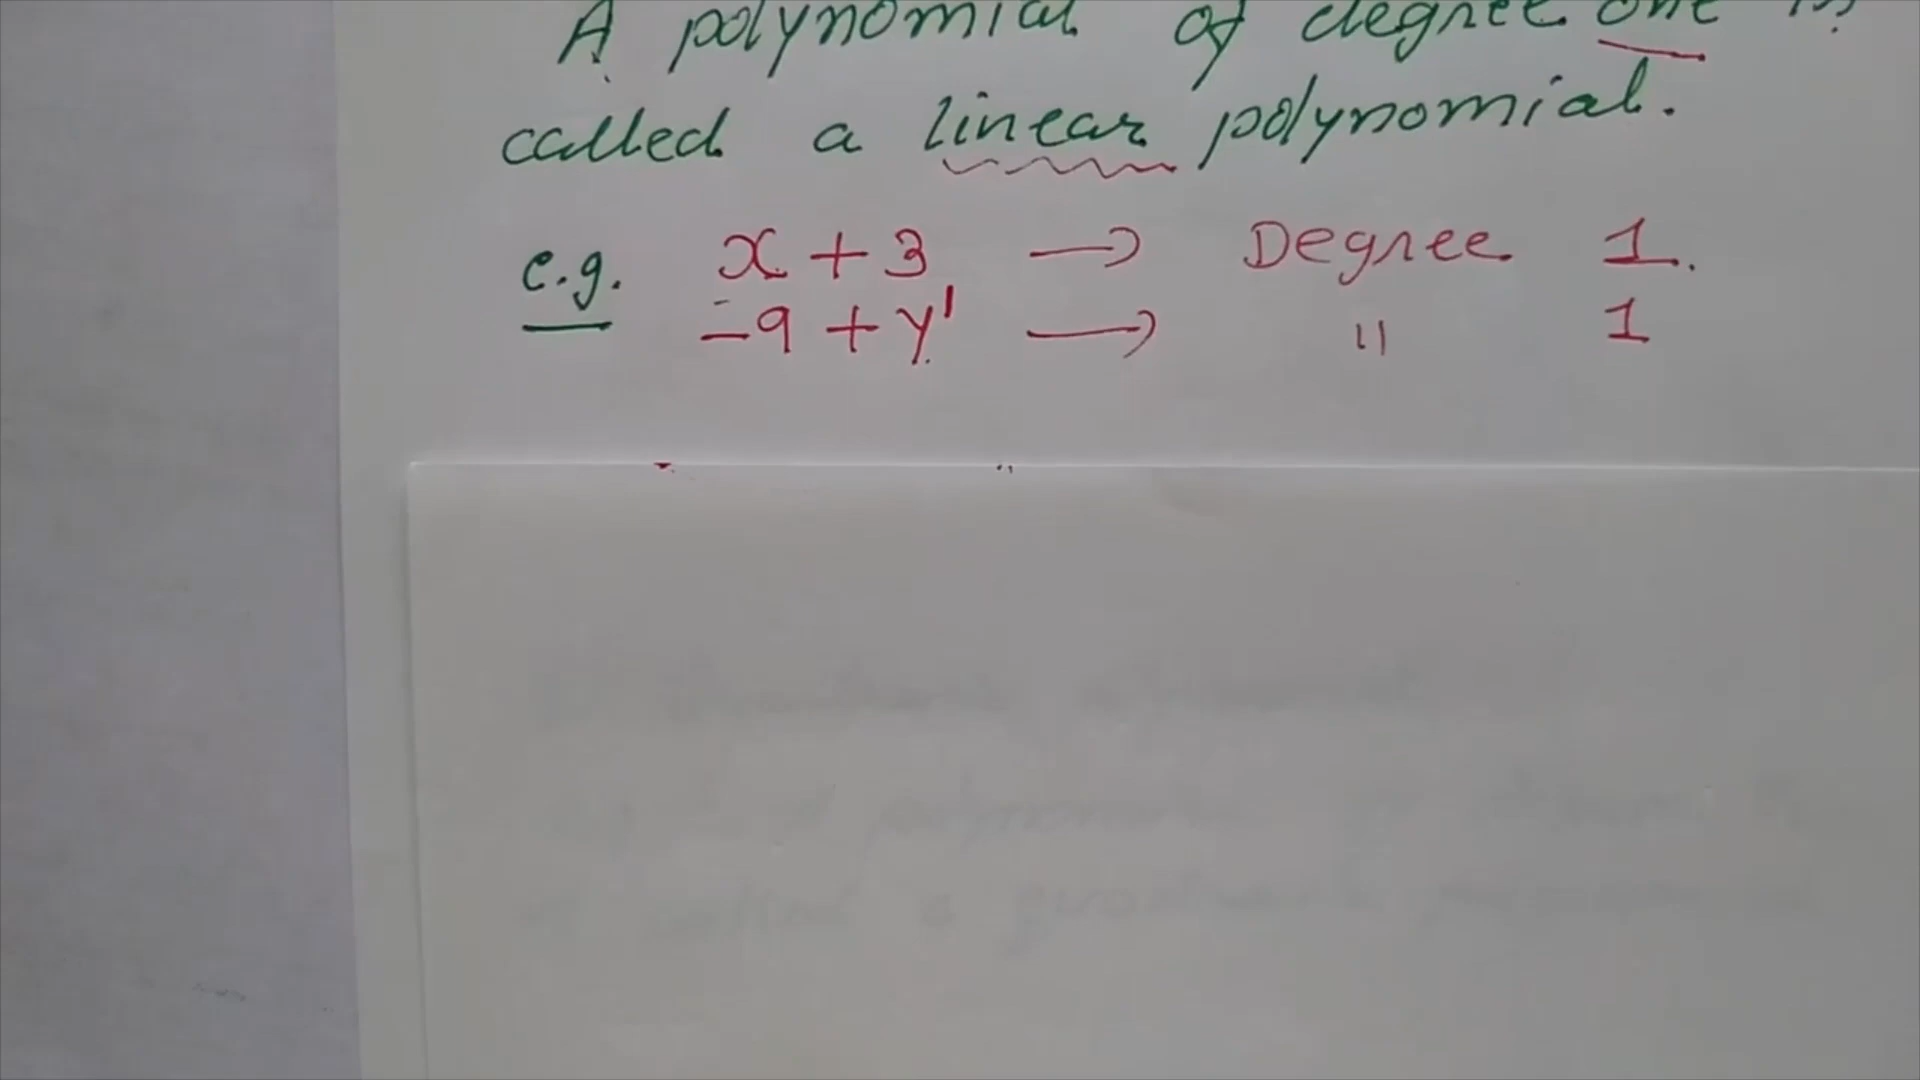 A polynomial of degree one is
called a linear polynomial.
e.g. x + 3 → Degree 1.
-9 + y¹ → " 1